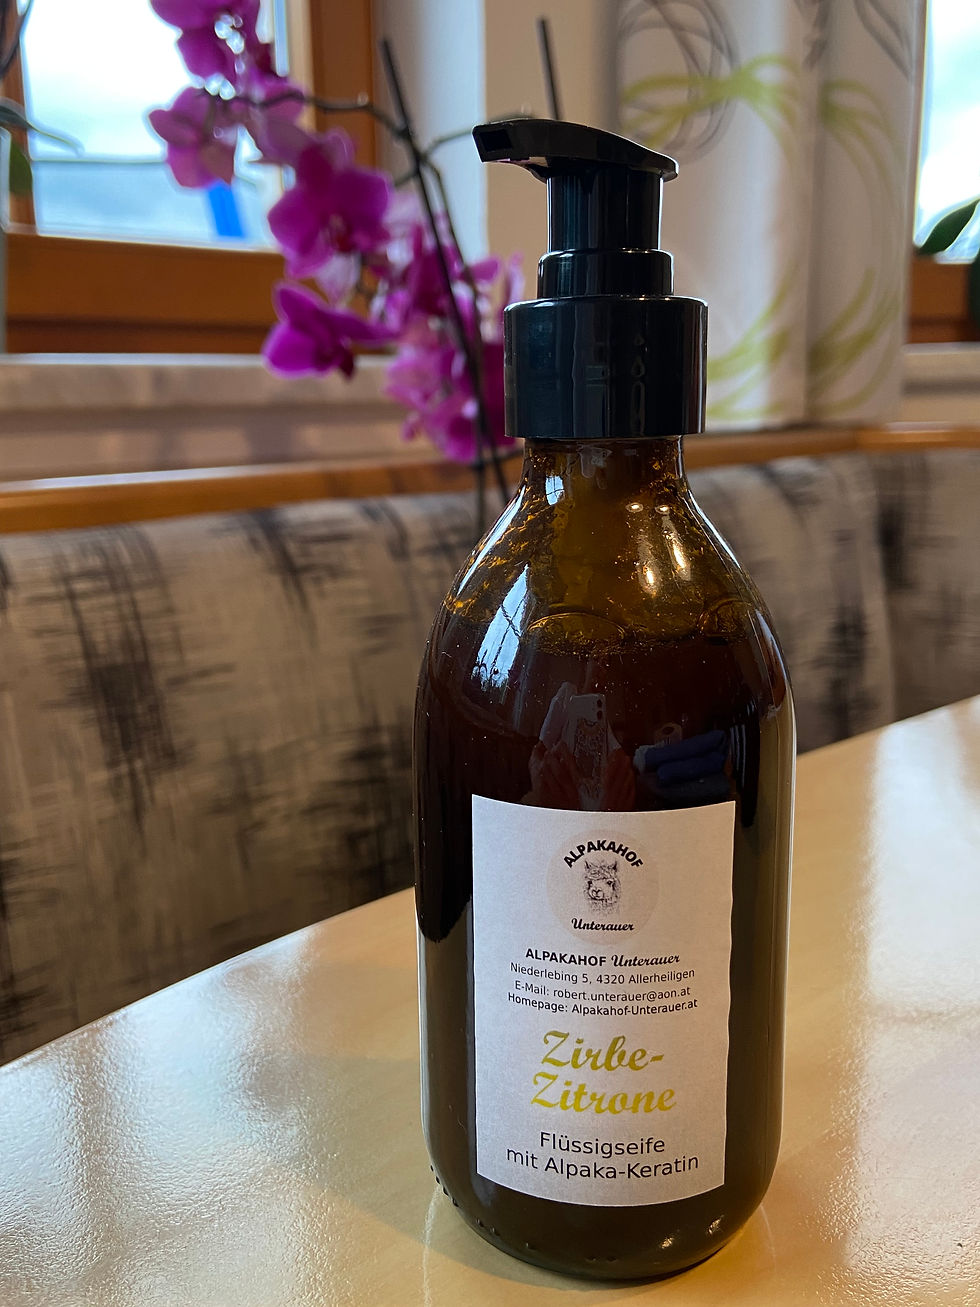 ALPAKAHOF
Unterauer
ALPAKAHOF Unterauer
Niederlebing 5, 4320 Allerheiligen
E-Mail: robert.unterauer@aon.at
Homepage: Alpakahof-Unterauer.at
Zirbe-
Zitrone
Flüssigseife
mit Alpaka-Keratin